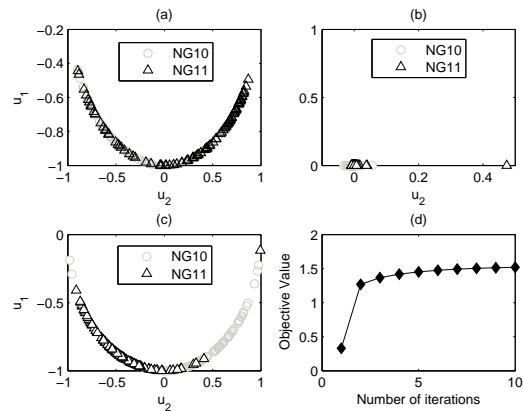 (a)
−0.2
−0.4
−0.6
−0.8
−1
u1
−1 −0.5 0 0.5 1
u2
NG10
NG11
(b)
1
0.5
0
0 0.2 0.4
u2
NG10
NG11
(c)
0
−0.5
−1
u1
−1 −0.5 0 0.5 1
u2
NG10
NG11
(d)
2
1.5
1
0.5
0
Objective Value
0 5 10
Number of iterations